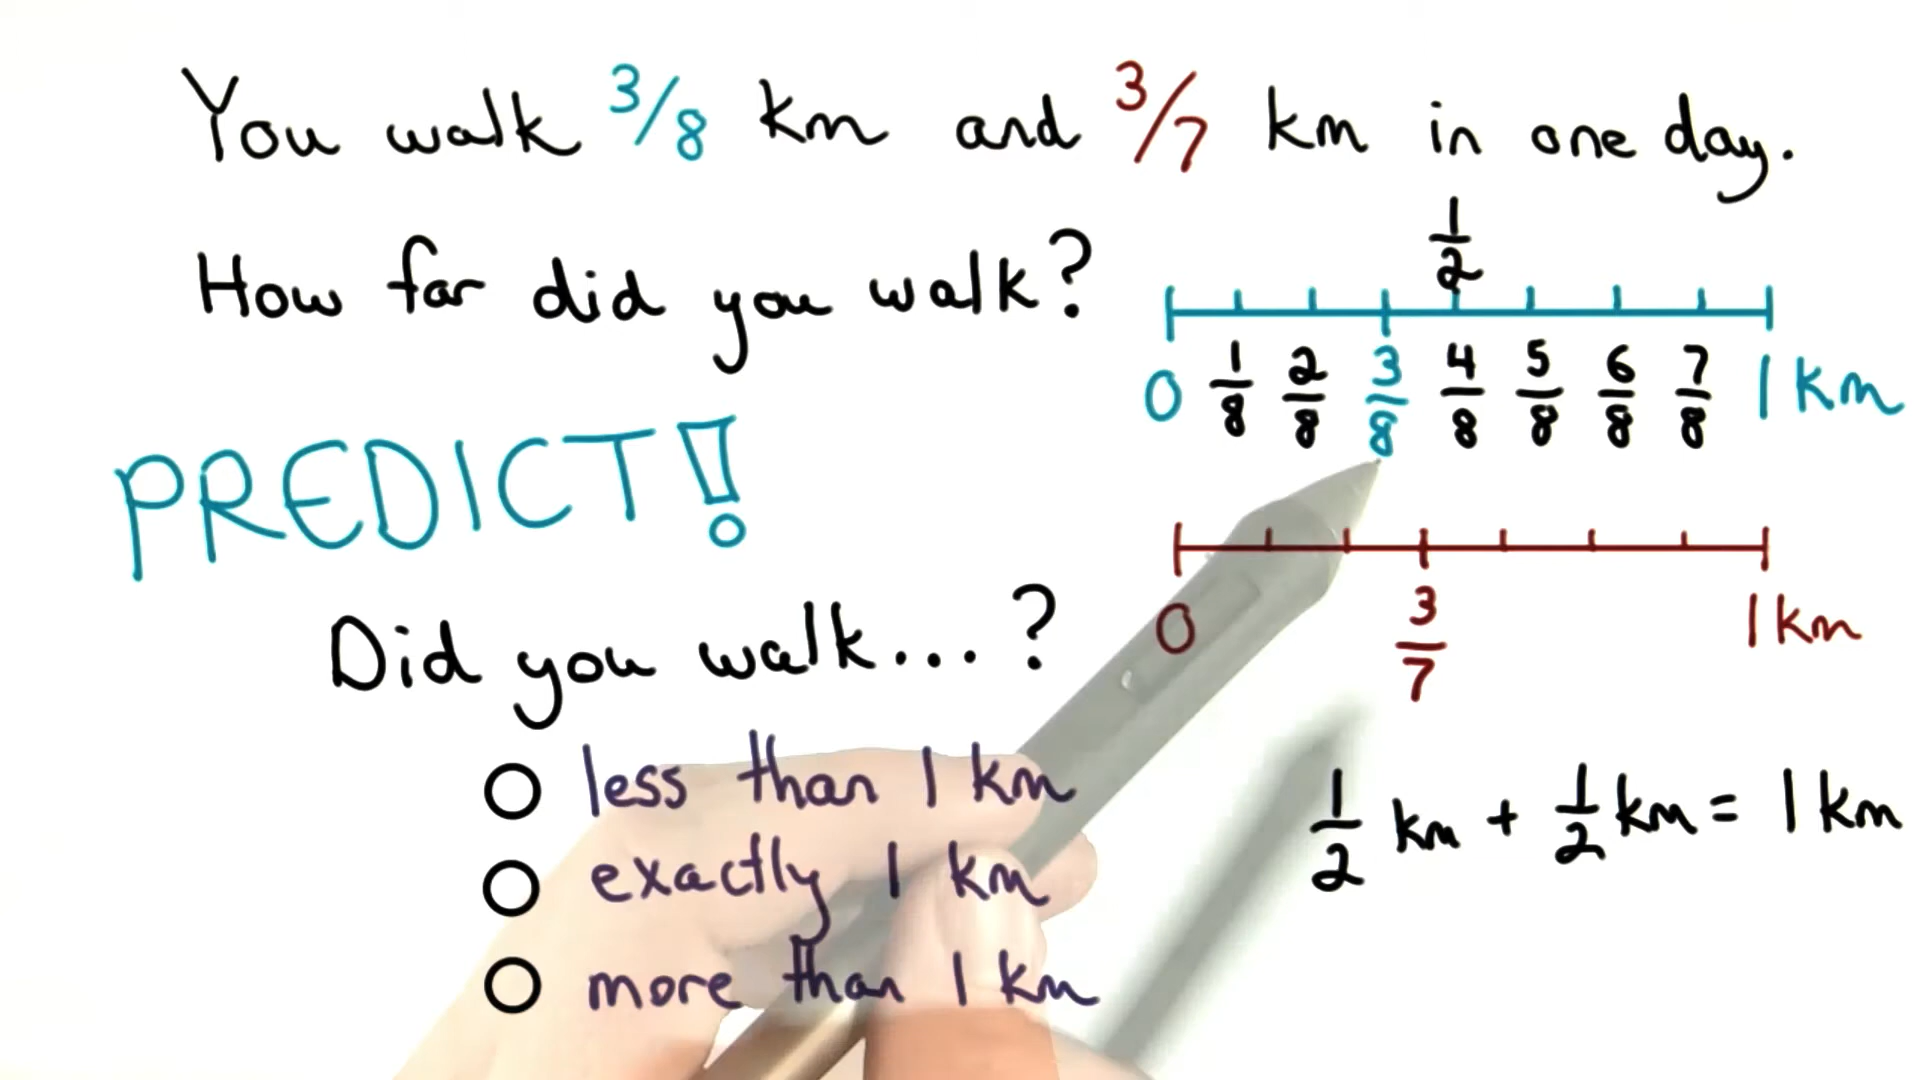 You walk 3/8 km and 3/7 km in one day.
How far did you walk?
1/2
0 1/8 2/8 3/8 4/8 5/8 6/8 7/8 1 km
PREDICT!
0 3/7 1 km
Did you walk...?
less than 1 km
exactly 1 km
more than 1 km
1/2 km + 1/2 km = 1 km